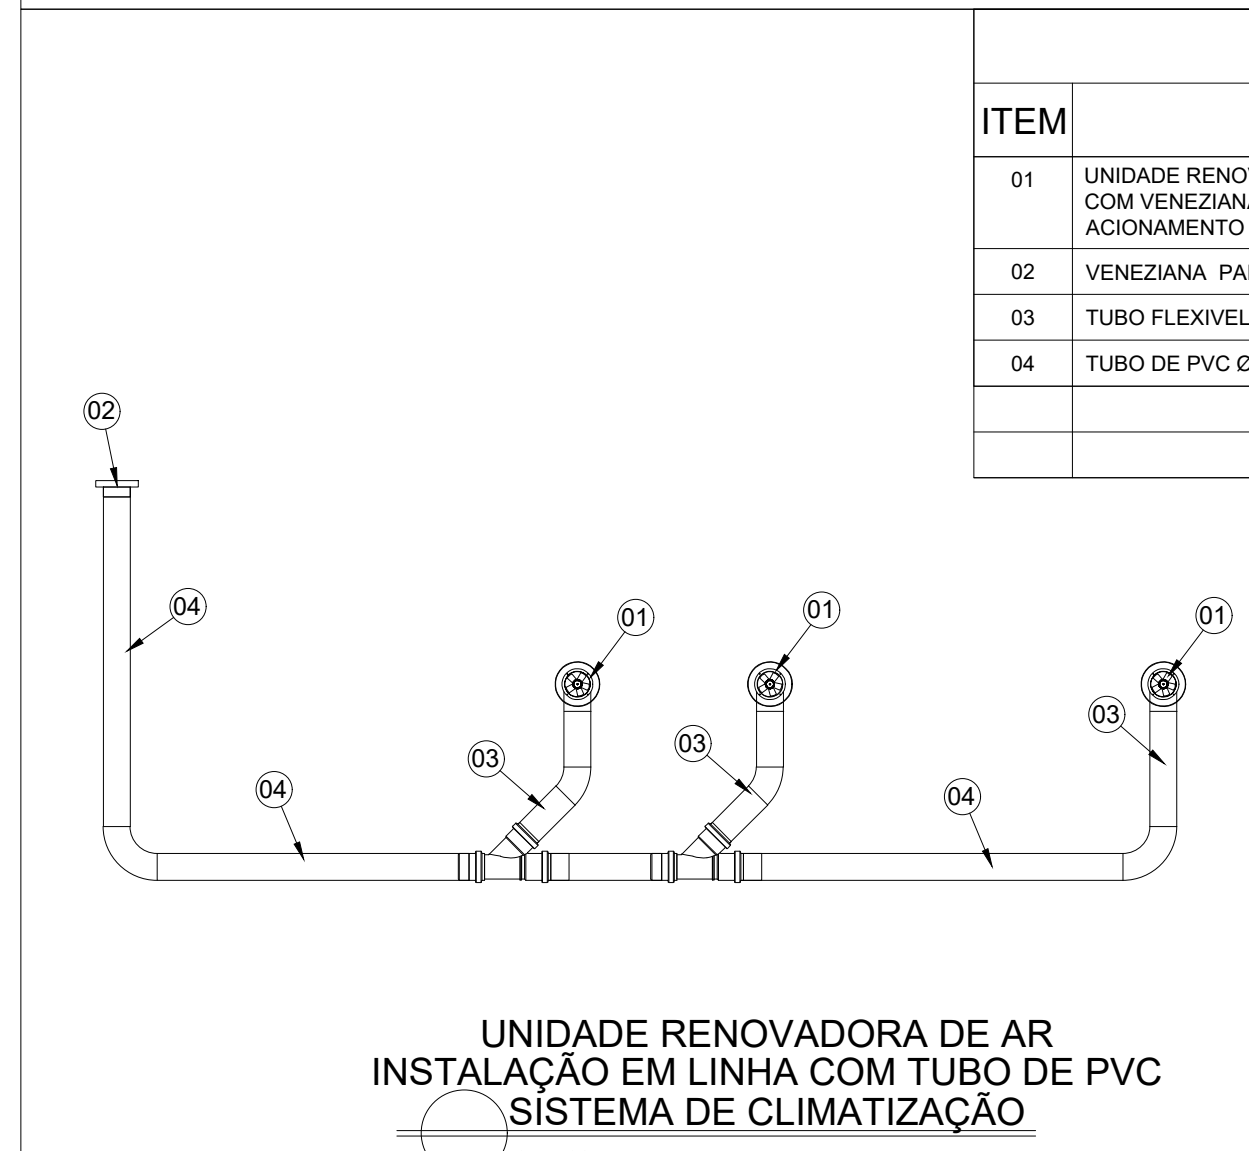 ITEM
01 UNIDADE RENOV
COM VENEZIANA
ACIONAMENTO
02 VENEZIANA PA
03 TUBO FLEXIVEL
04 TUBO DE PVC Ø
02
04
01
01
01
03
03
03
04
04
UNIDADE RENOVADORA DE AR
INSTALAÇÃO EM LINHA COM TUBO DE PVC
SISTEMA DE CLIMATIZAÇÃO